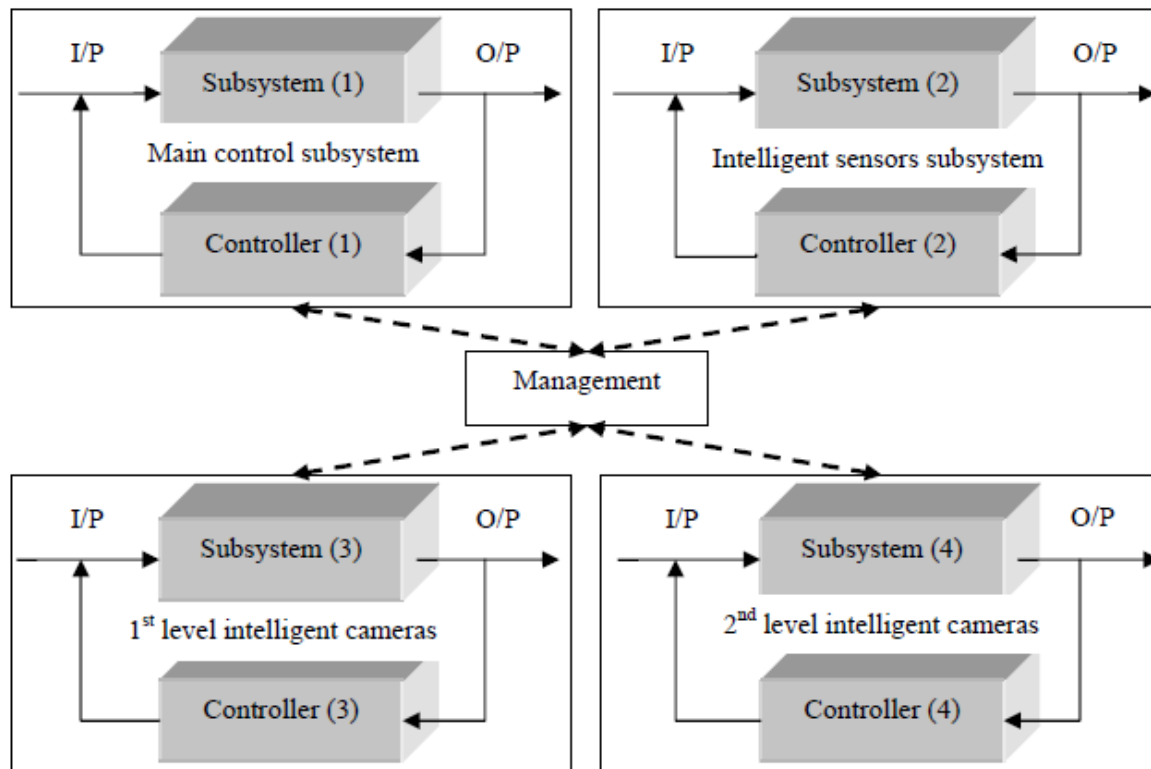 I/P
Subsystem (1)
O/P
Main control subsystem
Controller (1)
I/P
Subsystem (2)
O/P
Intelligent sensors subsystem
Controller (2)
Management
I/P
Subsystem (3)
O/P
1st level intelligent cameras
Controller (3)
I/P
Subsystem (4)
O/P
2nd level intelligent cameras
Controller (4)